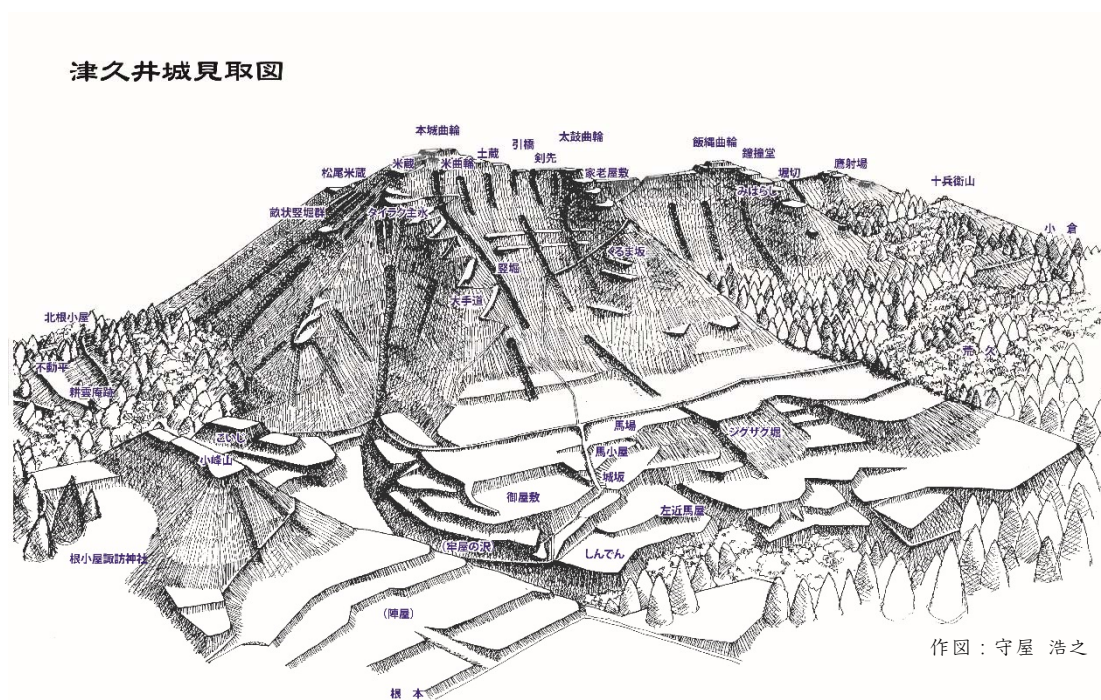 津久井城見取図
本城曲輪
米蔵
米曲輪
土蔵
引橋
剣先
太鼓曲輪
家老屋敷
飯縄曲輪
鐘撞堂
みはらし
堀切
鷹射場
十兵衛山
小倉
松尾米蔵
畝状竪堀群
タイラク主水
くるま坂
竪堀
大手道
北根小屋
不動平
耕雲庵跡
荒久
馬場
ジグザグ堀
小峰山
馬小屋
城坂
御屋敷
左近馬屋
(牢屋の沢)
しんでん
根小屋諏訪神社
(陣屋)
根本
作図:守屋 浩之